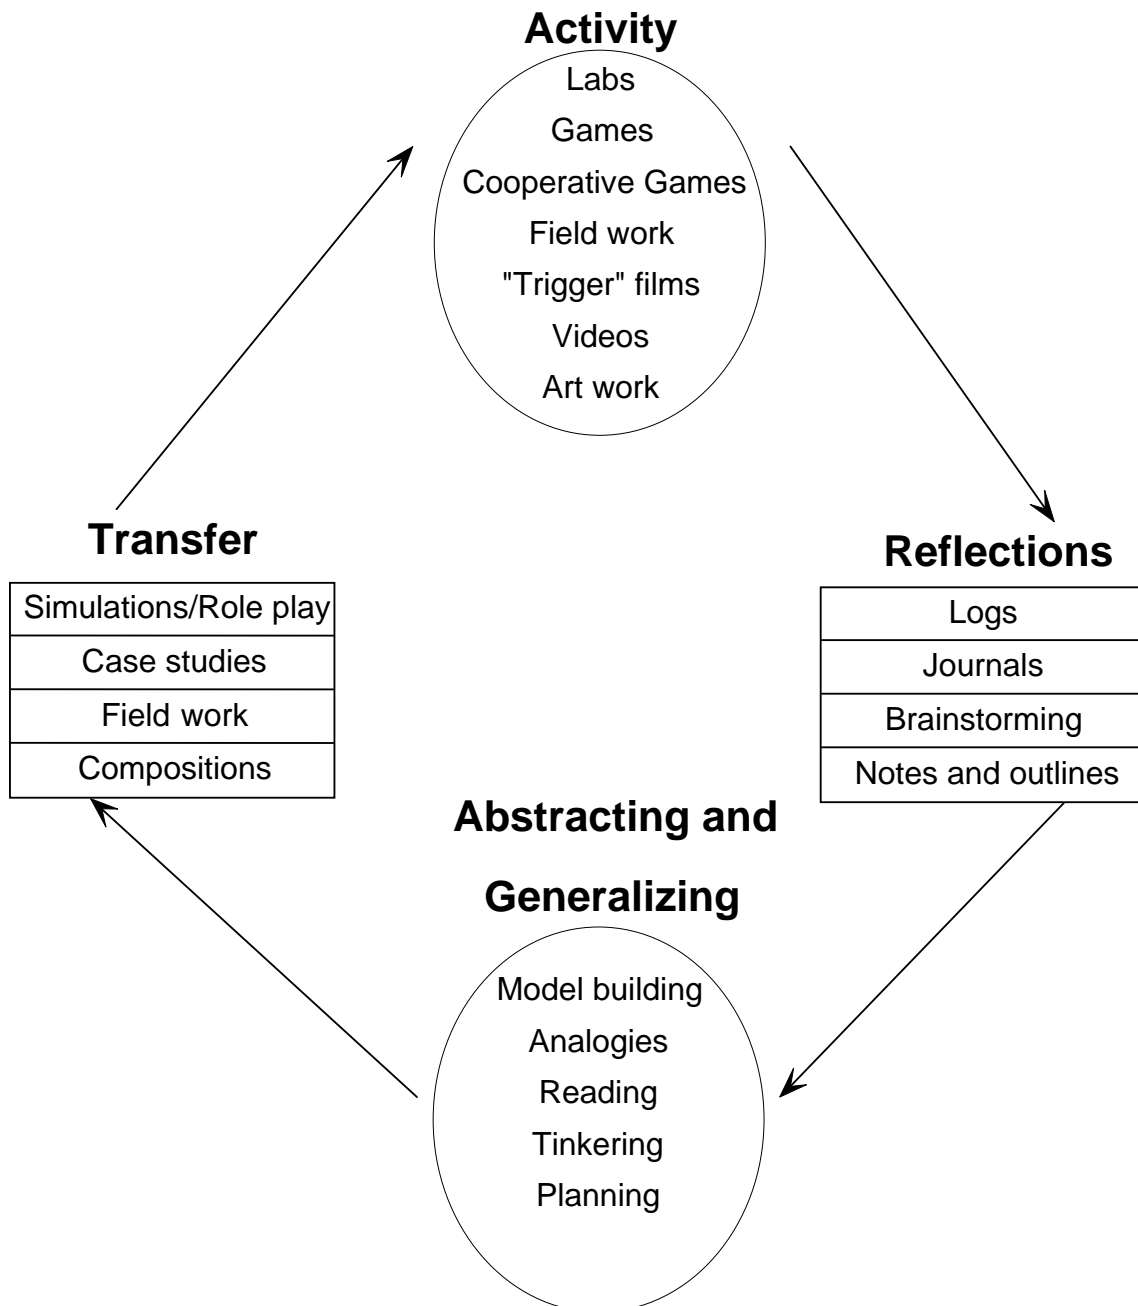 Activity
Labs
Games
Cooperative Games
Field work
"Trigger" films
Videos
Art work
Transfer
Simulations/Role play
Case studies
Field work
Compositions
Reflections
Logs
Journals
Brainstorming
Notes and outlines
Abstracting and
Generalizing
Model building
Analogies
Reading
Tinkering
Planning